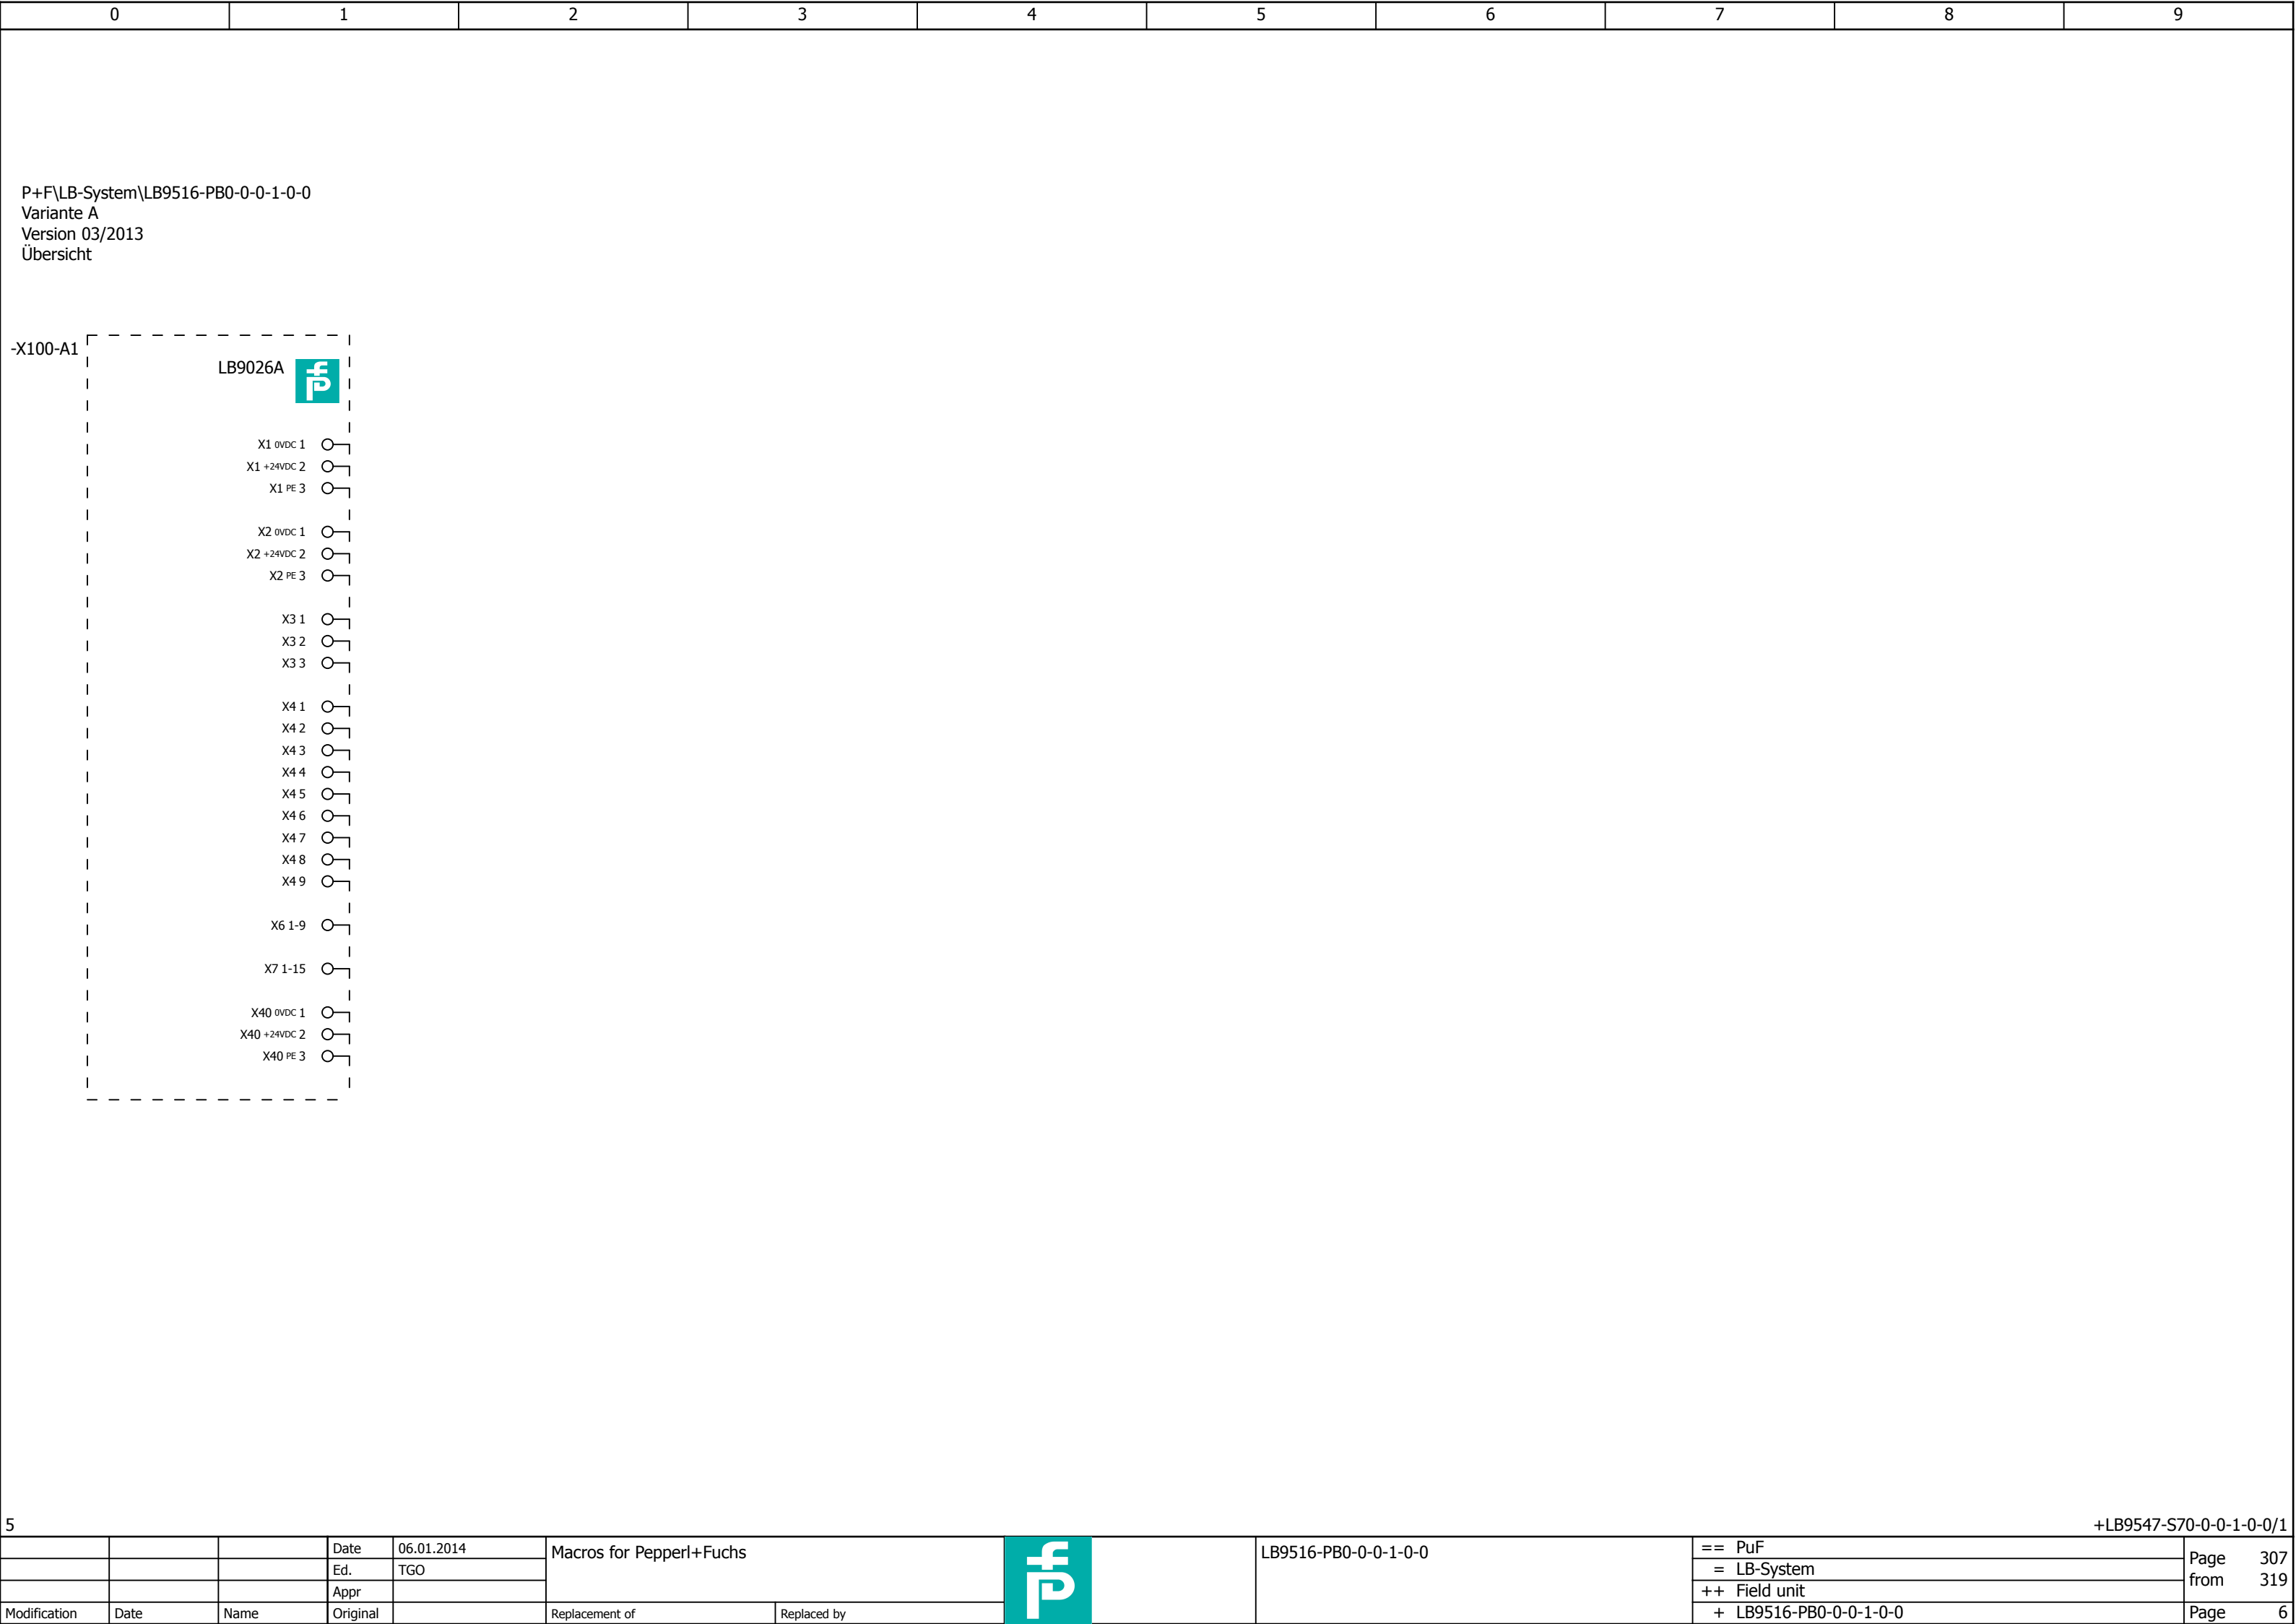 0 1 2 3 4 5 6 7 8 9
P+F\LB-System\LB9516-PB0-0-0-1-0-0
Variante A
Version 03/2013
Übersicht
-X100-A1
LB9026A
X1 0VDC 1
X1 +24VDC 2
X1 PE 3
X2 0VDC 1
X2 +24VDC 2
X2 PE 3
X3 1
X3 2
X3 3
X4 1
X4 2
X4 3
X4 4
X4 5
X4 6
X4 7
X4 8
X4 9
X6 1-9
X7 1-15
X40 0VDC 1
X40 +24VDC 2
X40 PE 3
5
+LB9547-S70-0-0-1-0-0/1
Date 06.01.2014
Ed. TGO
Appr
Modification Date Name Original
Macros for Pepperl+Fuchs
Replacement of Replaced by
LB9516-PB0-0-0-1-0-0
== PuF
= LB-System
++ Field unit
+ LB9516-PB0-0-0-1-0-0
Page 307
from 319
Page 6